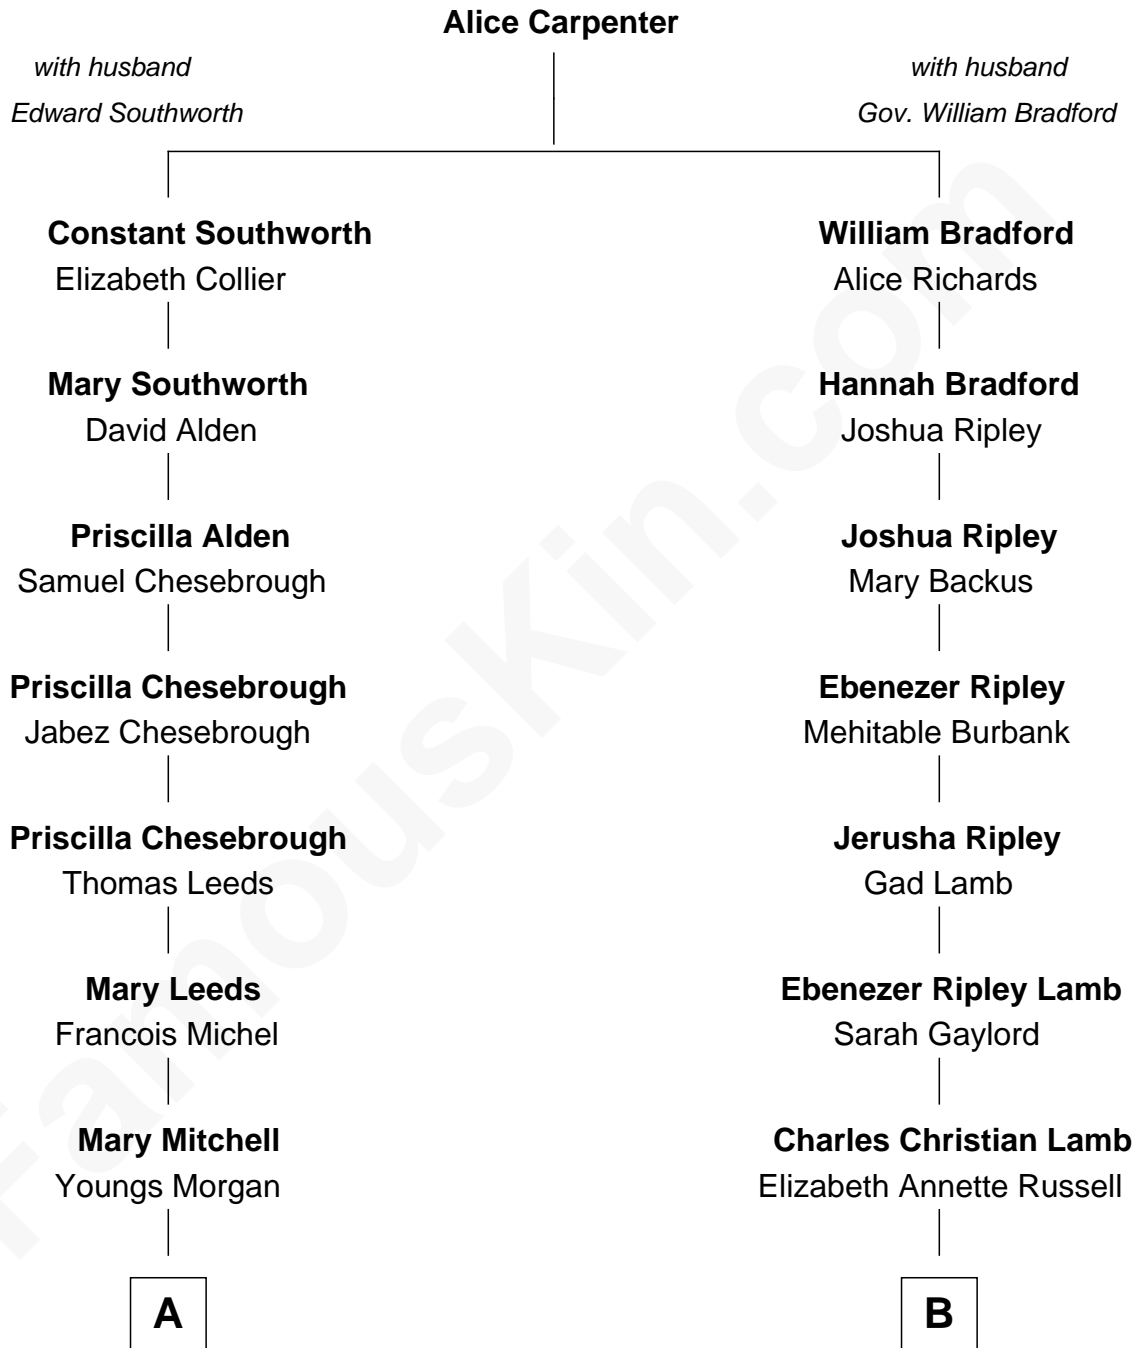 Alice Carpenter
with husband
Edward Southworth
with husband
Gov. William Bradford
Constant Southworth
Elizabeth Collier
William Bradford
Alice Richards
Mary Southworth
David Alden
Hannah Bradford
Joshua Ripley
Priscilla Alden
Samuel Chesebrough
Joshua Ripley
Mary Backus
Priscilla Chesebrough
Jabez Chesebrough
Ebenezer Ripley
Mehitable Burbank
Priscilla Chesebrough
Thomas Leeds
Jerusha Ripley
Gad Lamb
Mary Leeds
Francois Michel
Ebenezer Ripley Lamb
Sarah Gaylord
Mary Mitchell
Youngs Morgan
Charles Christian Lamb
Elizabeth Annette Russell
A
B
FamousKin.com